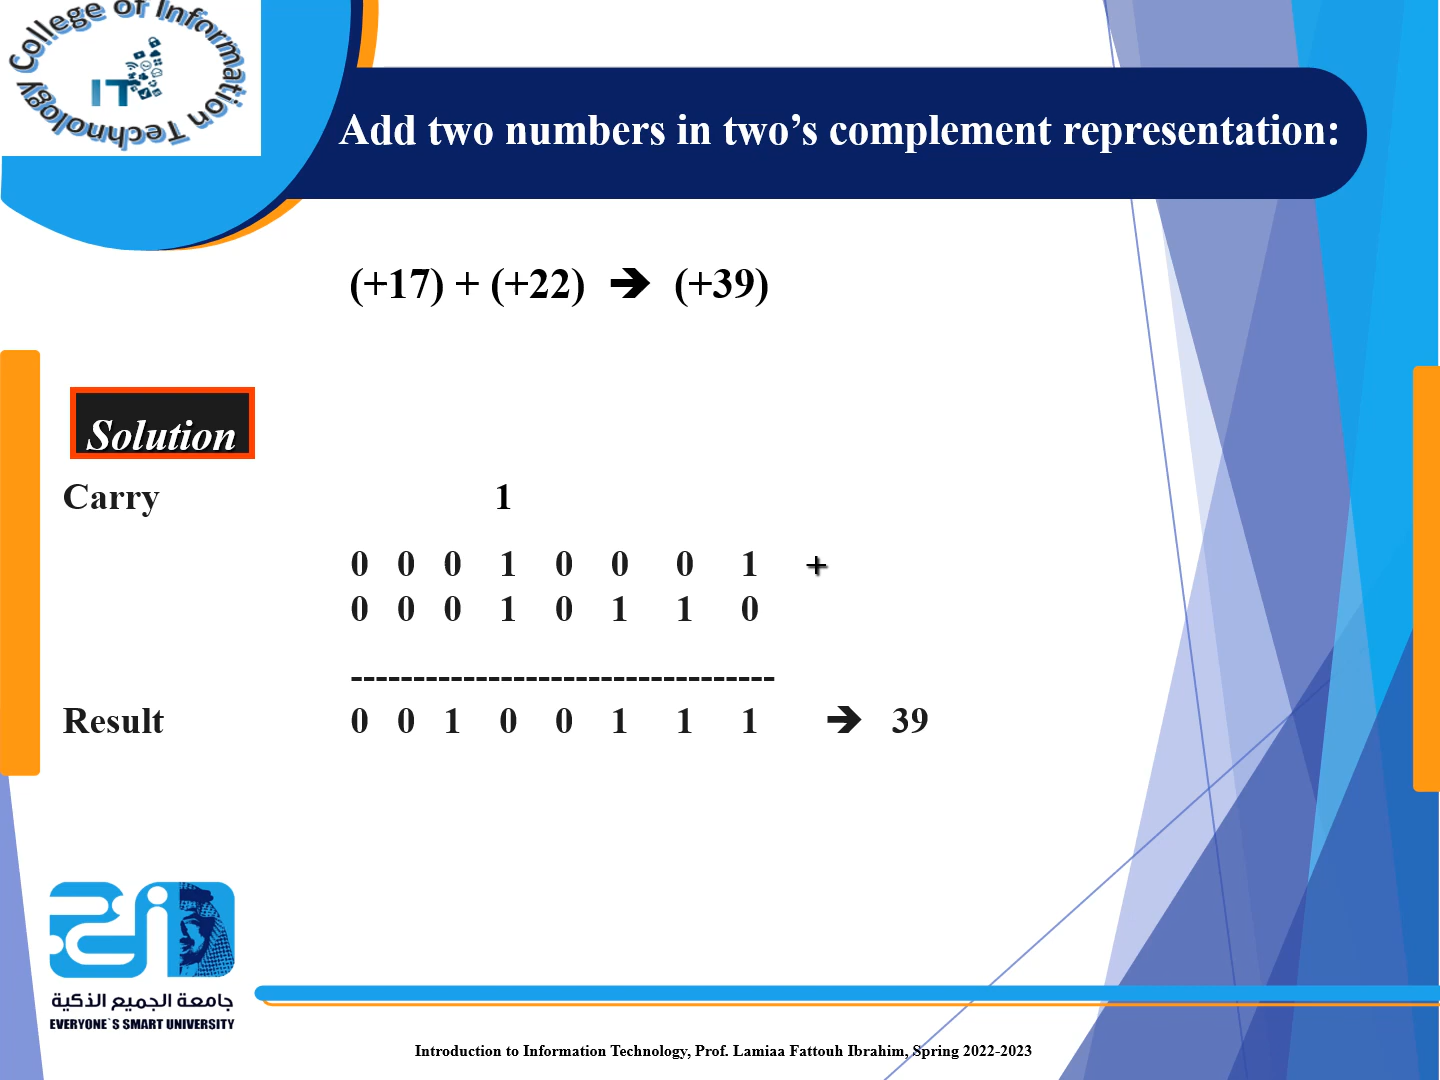 College of Information Technology
IT
Add two numbers in two’s complement representation:
(+17) + (+22) ➔ (+39)
Solution
Carry 1
0 0 0 1 0 0 0 1 +
0 0 0 1 0 1 1 0
----------------------------------
Result 0 0 1 0 0 1 1 1 ➔ 39
جامعة الجميع الذكية
EVERYONE`S SMART UNIVERSITY
Introduction to Information Technology, Prof. Lamiaa Fattouh Ibrahim, Spring 2022-2023